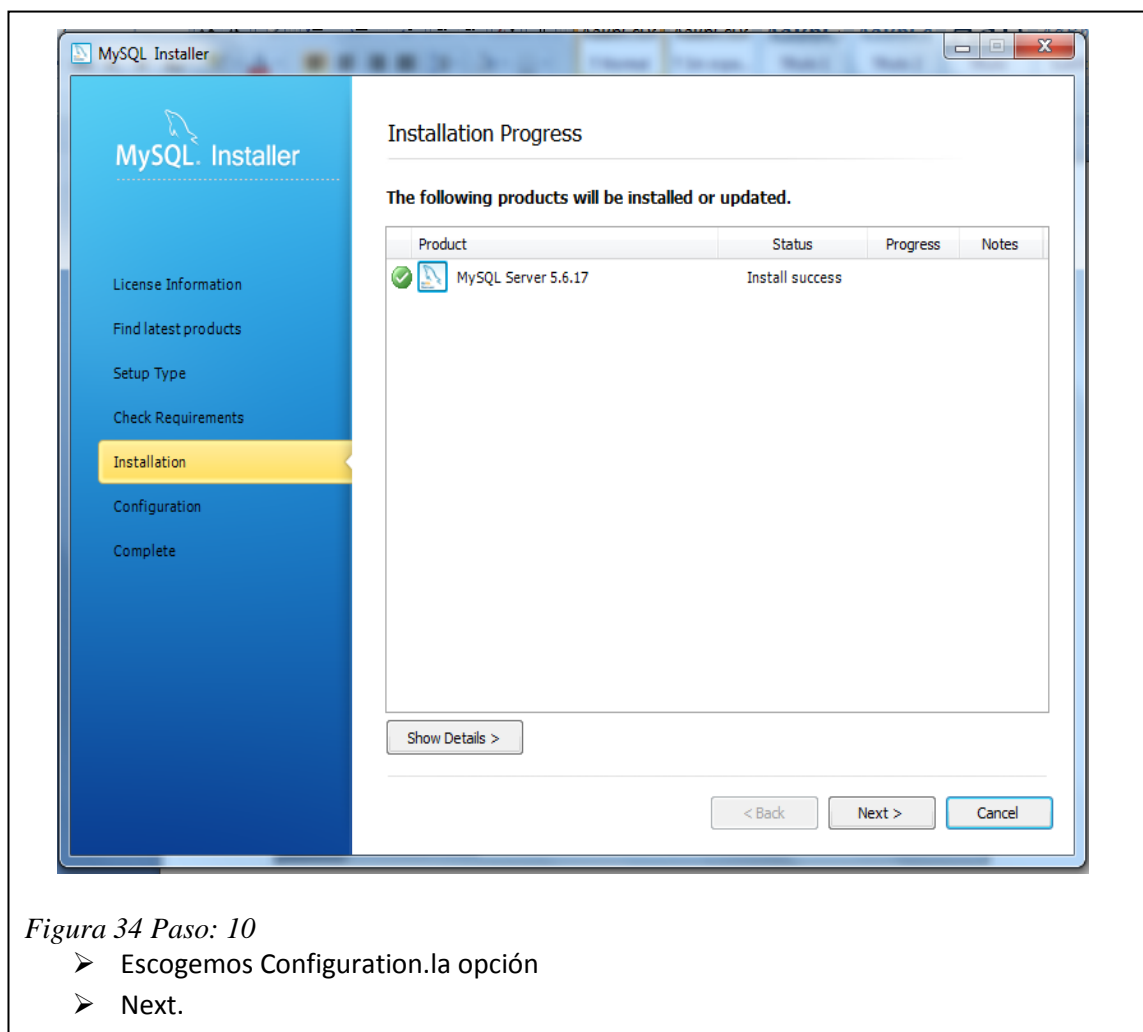 MySQL Installer
MySQL. Installer
License Information
Find latest products
Setup Type
Check Requirements
Installation
Configuration
Complete
Installation Progress
The following products will be installed or updated.
Product Status Progress Notes
MySQL Server 5.6.17 Install success
Show Details >
< Back Next > Cancel
Figura 34 Paso: 10
➢ Escogemos Configuration.la opción
➢ Next.